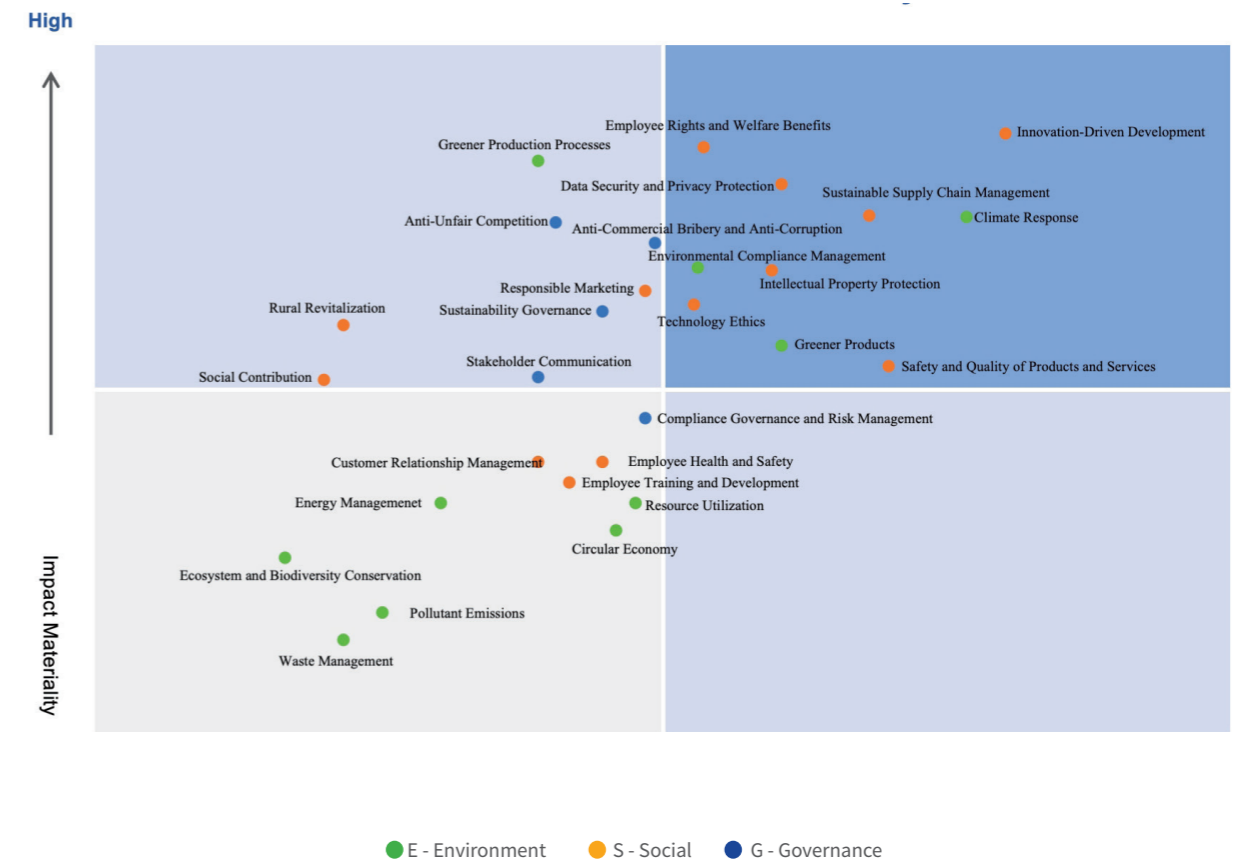 High
Employee Rights and Welfare Benefits
Innovation-Driven Development
Greener Production Processes
Data Security and Privacy Protection
Sustainable Supply Chain Management
Climate Response
Anti-Unfair Competition
Anti-Commercial Bribery and Anti-Corruption
Environmental Compliance Management
Intellectual Property Protection
Responsible Marketing
Rural Revitalization
Sustainability Governance
Technology Ethics
Greener Products
Stakeholder Communication
Safety and Quality of Products and Services
Social Contribution
Compliance Governance and Risk Management
Customer Relationship Management
Employee Health and Safety
Employee Training and Development
Energy Managemenet
Resource Utilization
Circular Economy
Ecosystem and Biodiversity Conservation
Pollutant Emissions
Waste Management
Impact Materiality
E - Environment
S - Social
G - Governance